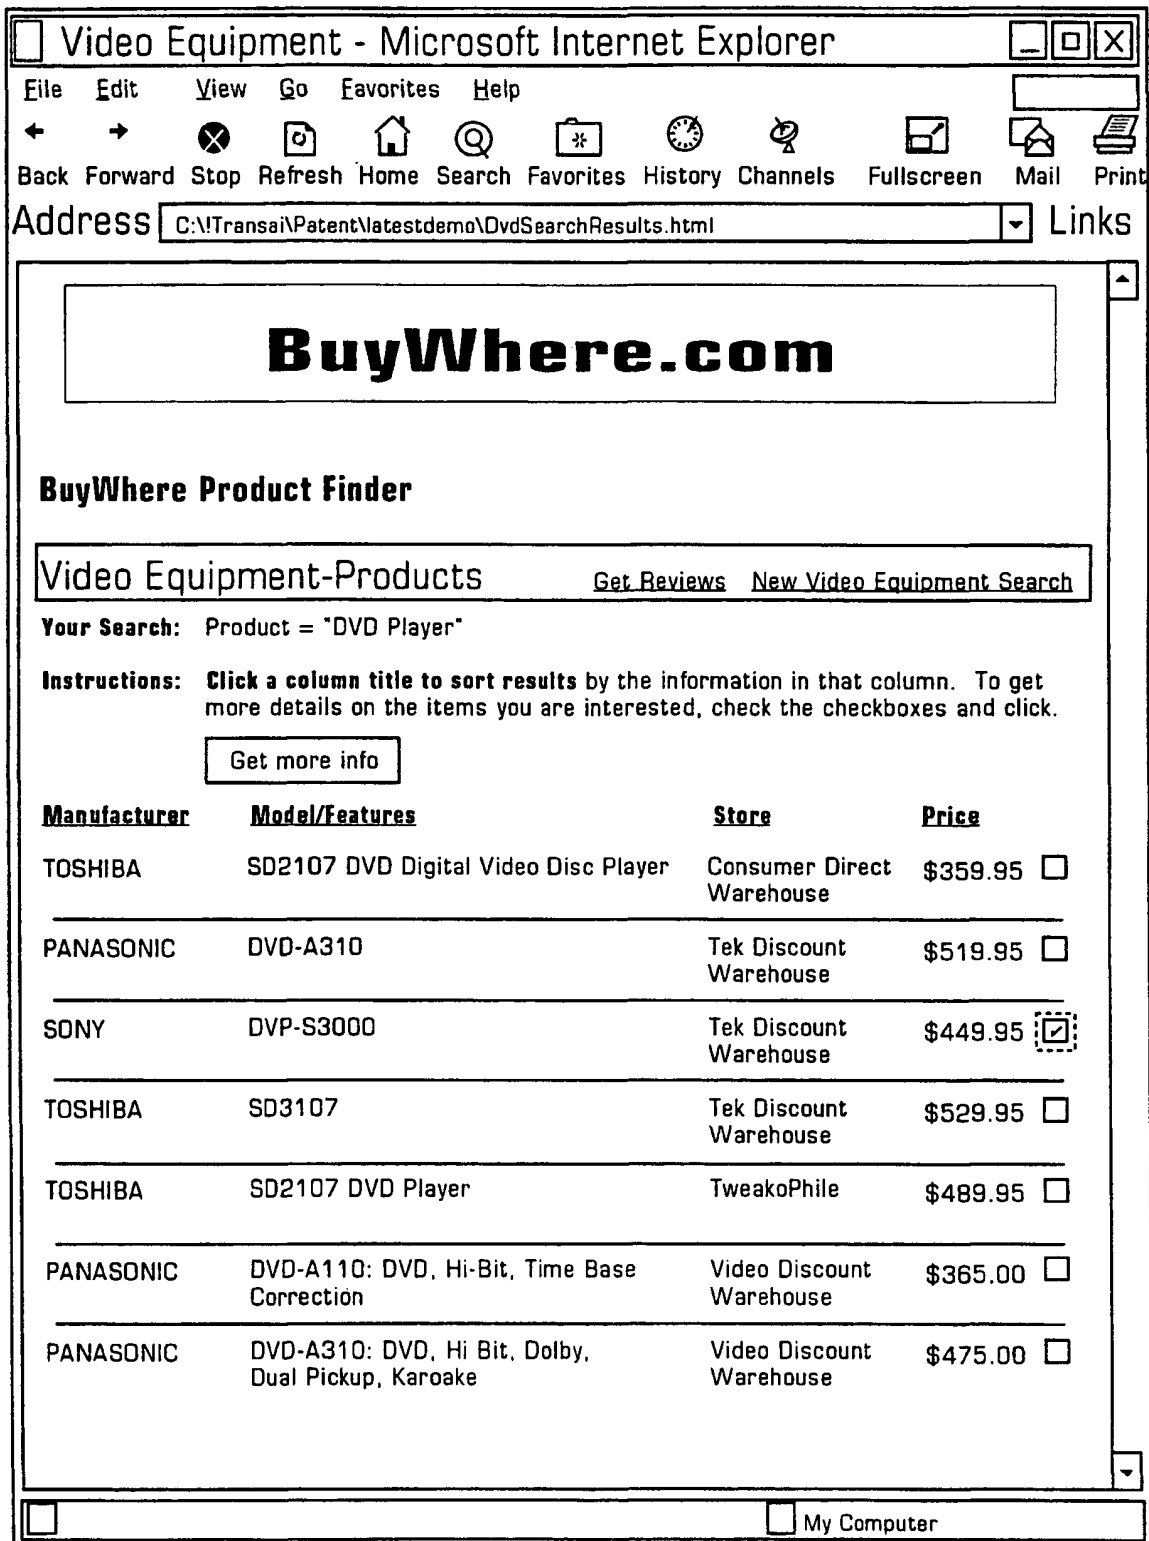 Video Equipment - Microsoft Internet Explorer
File Edit View Go Favorites Help
Back Forward Stop Refresh Home Search Favorites History Channels Fullscreen Mail Print
Address C:\!Transai\Patent\latestdemo\DvdSearchResults.html Links
BuyWhere.com
BuyWhere Product Finder
Video Equipment-Products Get Reviews New Video Equipment Search
Your Search: Product = "DVD Player"
Instructions: Click a column title to sort results by the information in that column. To get
more details on the items you are interested, check the checkboxes and click.
Get more info
Manufacturer Model/Features Store Price
TOSHIBA SD2107 DVD Digital Video Disc Player Consumer Direct $359.95
Warehouse
PANASONIC DVD-A310 Tek Discount $519.95
Warehouse
SONY DVP-S3000 Tek Discount $449.95
Warehouse
TOSHIBA SD3107 Tek Discount $529.95
Warehouse
TOSHIBA SD2107 DVD Player TweakoPhile $489.95
PANASONIC DVD-A110: DVD, Hi-Bit, Time Base Video Discount $365.00
Correction Warehouse
PANASONIC DVD-A310: DVD, Hi Bit, Dolby, Video Discount $475.00
Dual Pickup, Karoake Warehouse
My Computer